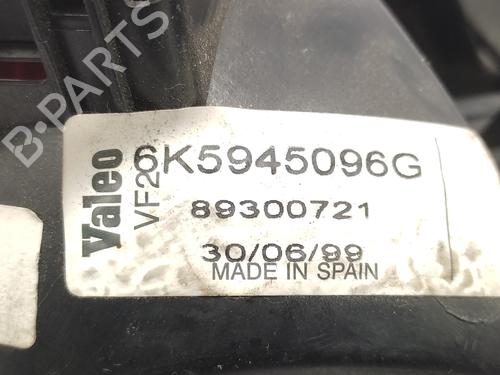 B-PARTS
Valeo
VF2
6K5945096G
89300721
30/06/99
MADE IN SPAIN